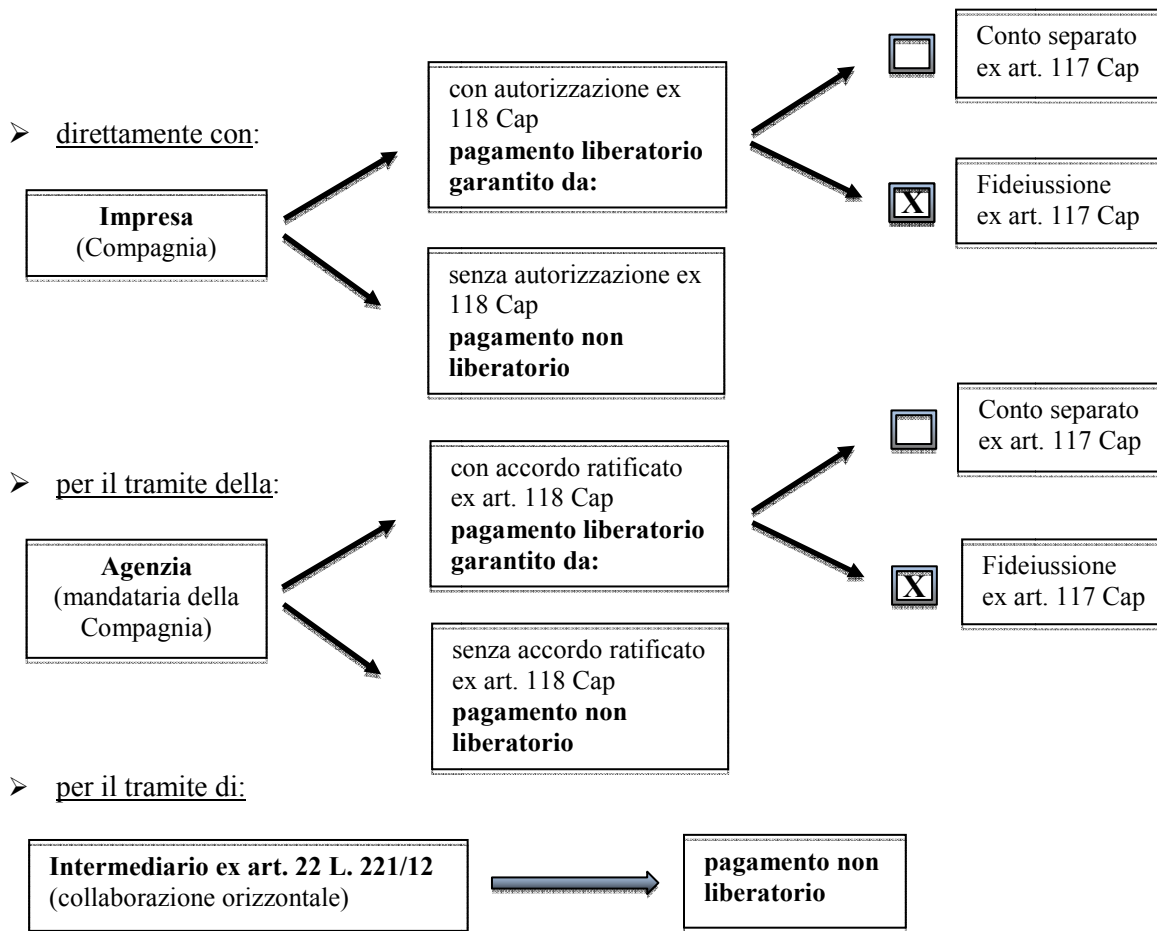 ➢ direttamente con:
Impresa
(Compagnia)
con autorizzazione ex
118 Cap
pagamento liberatorio
garantito da:
Conto separato
ex art. 117 Cap
X
Fideiussione
ex art. 117 Cap
senza autorizzazione ex
118 Cap
pagamento non
liberatorio
➢ per il tramite della:
Agenzia
(mandataria della
Compagnia)
con accordo ratificato
ex art. 118 Cap
pagamento liberatorio
garantito da:
Conto separato
ex art. 117 Cap
X
Fideiussione
ex art. 117 Cap
senza accordo ratificato
ex art. 118 Cap
pagamento non
liberatorio
➢ per il tramite di:
Intermediario ex art. 22 L. 221/12
(collaborazione orizzontale)
pagamento non
liberatorio